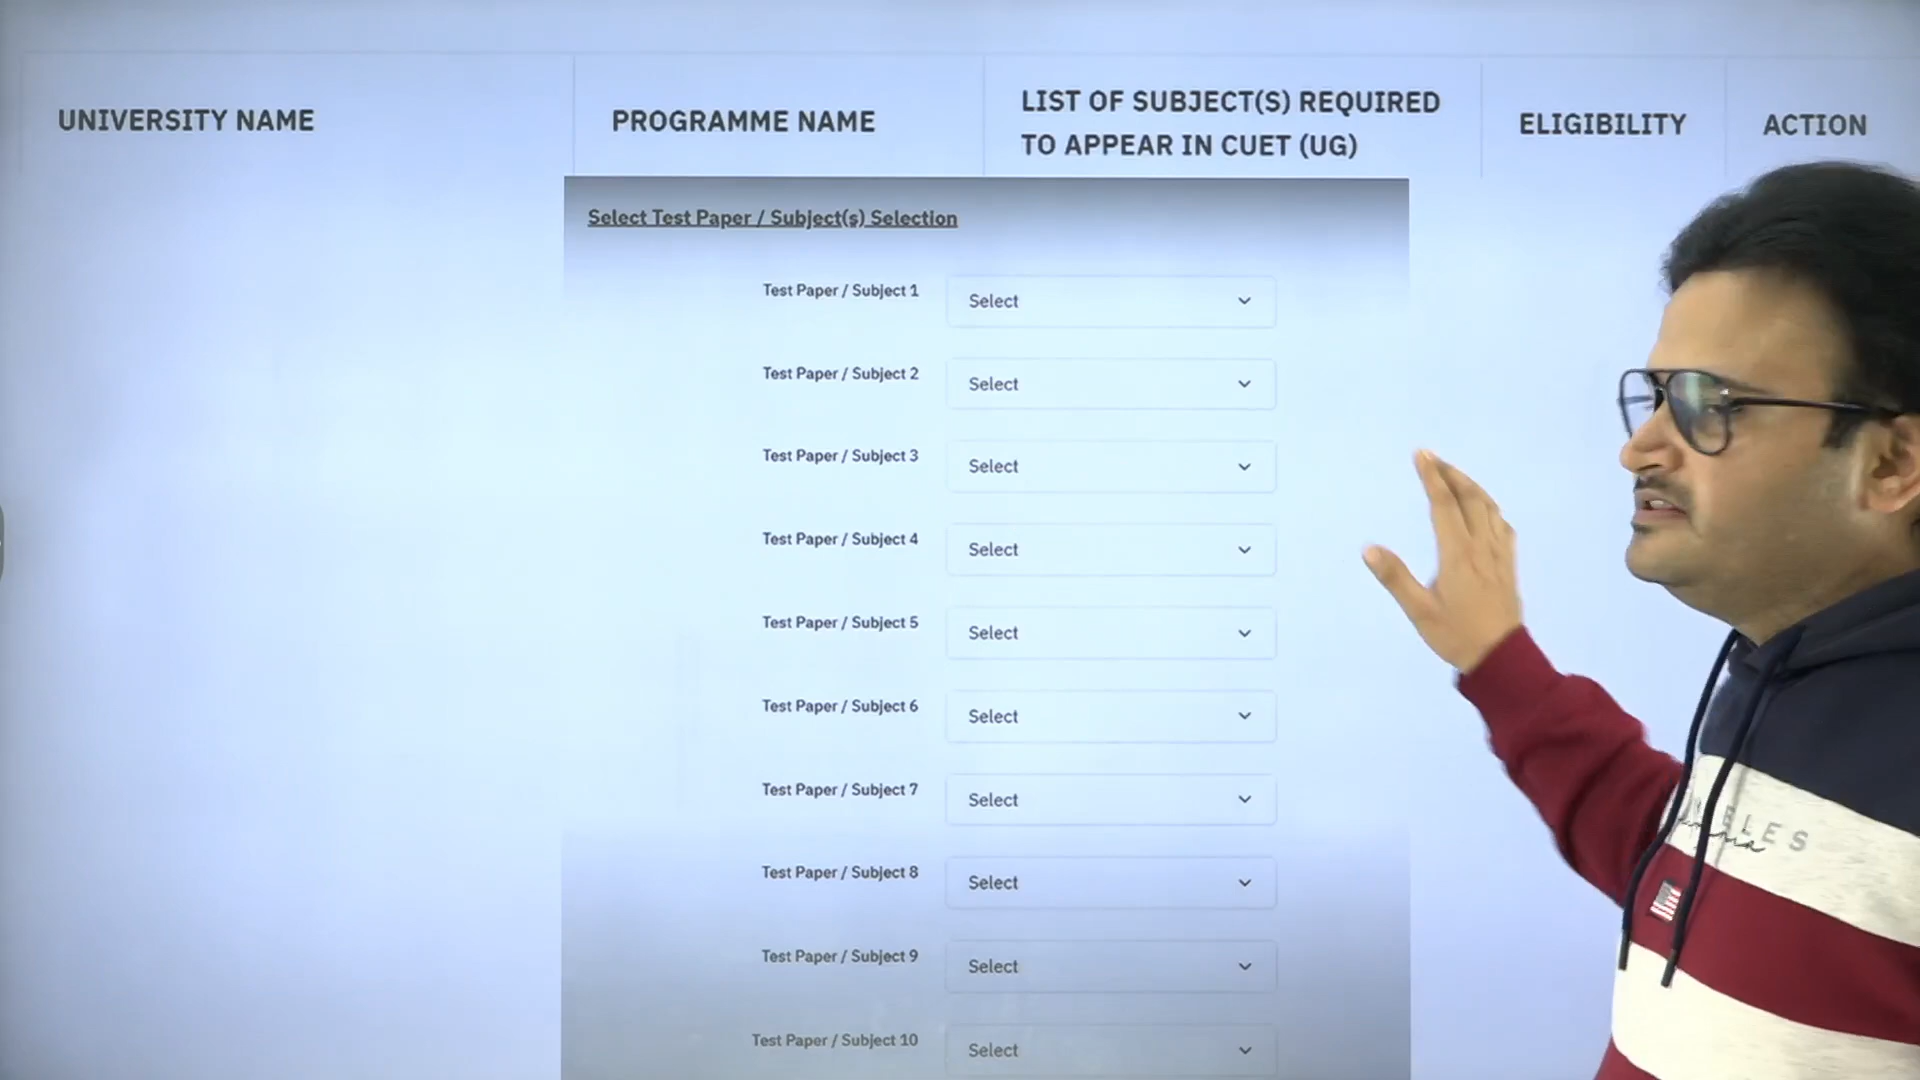 UNIVERSITY NAME
PROGRAMME NAME
LIST OF SUBJECT(S) REQUIRED
TO APPEAR IN CUET (UG)
ELIGIBILITY
ACTION
Select Test Paper / Subject(s) Selection
Test Paper / Subject 1
Select
Test Paper / Subject 2
Select
Test Paper / Subject 3
Select
Test Paper / Subject 4
Select
Test Paper / Subject 5
Select
Test Paper / Subject 6
Select
Test Paper / Subject 7
Select
Test Paper / Subject 8
Select
Test Paper / Subject 9
Select
Test Paper / Subject 10
Select